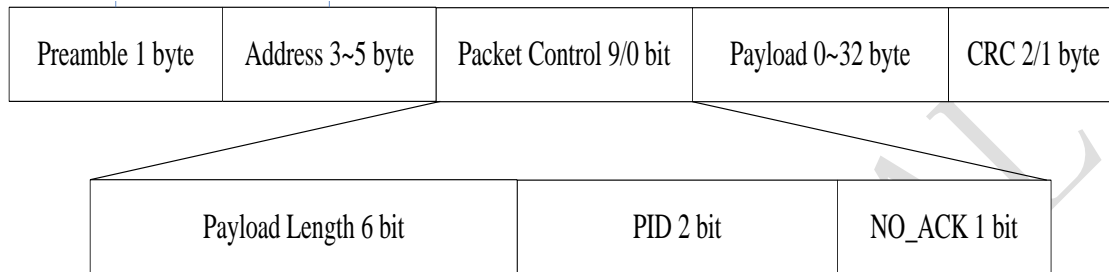 Preamble 1 byte Address 3~5 byte Packet Control 9/0 bit Payload 0~32 byte CRC 2/1 byte
Payload Length 6 bit PID 2 bit NO_ACK 1 bit